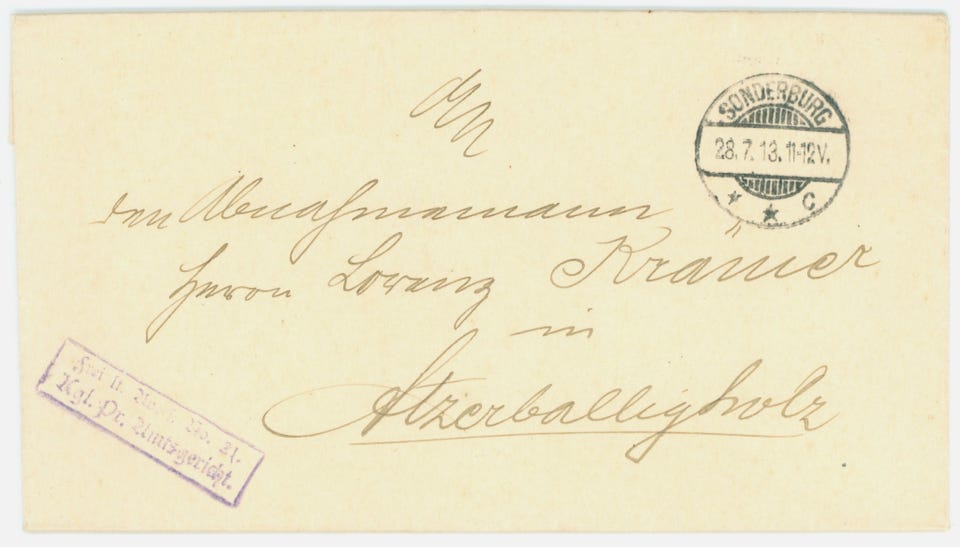 An
SONDERBURG
28.7.13.11-12V.
* * C
den Abnahmemann
Herrn Lorenz Krämer
in
Atzerballigholz
Frei lt. Avers. No. 21.
Kgl. Pr. Amtsgericht.